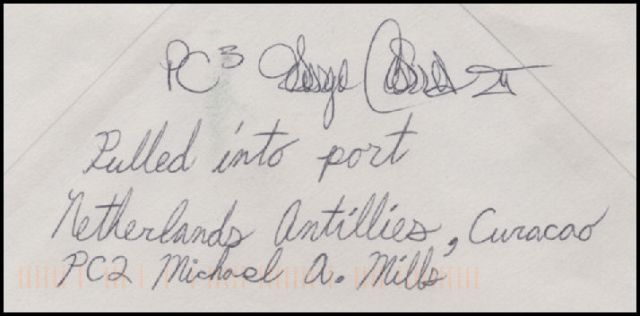 PC3
Pulled into port
Netherlands Antillies, Curacao
PC2 Michael A. Mills